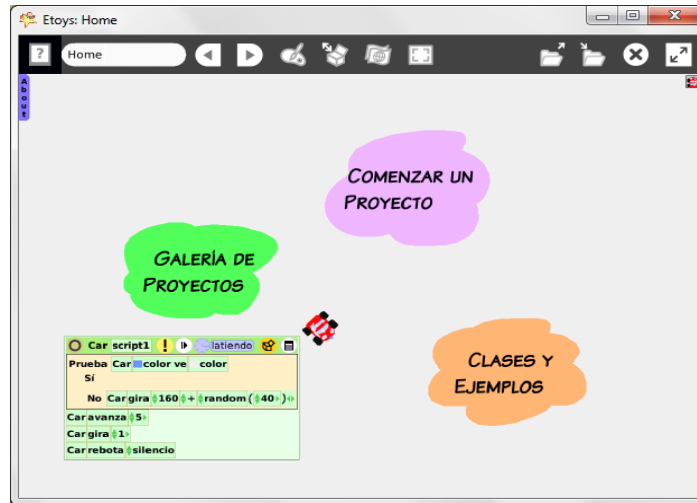 Etoys: Home
? Home
About
COMENZAR UN
PROYECTO
GALERÍA DE
PROYECTOS
CLASES Y
EJEMPLOS
Car script1 ! latiendo
Prueba Car color ve color
Sí
No Car gira 160 + random ( 40 )
Car avanza 5
Car gira 1
Car rebota silencio